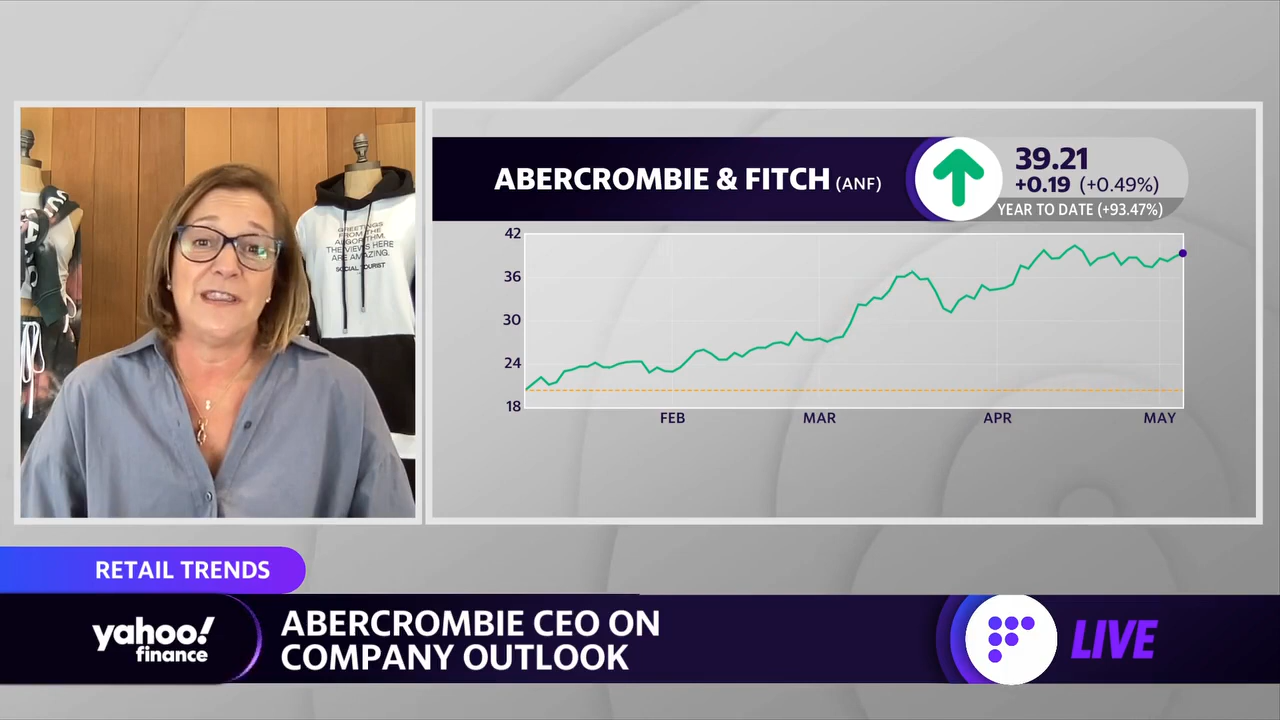 GREETINGS
FROM THE
ALGORITHM.
THE VIEWS HERE
ARE AMAZING.
SOCIAL TOURIST
ABERCROMBIE & FITCH (ANF)
39.21
+0.19 (+0.49%)
YEAR TO DATE (+93.47%)
42
36
30
24
18
FEB MAR APR MAY
RETAIL TRENDS
yahoo!
finance
ABERCROMBIE CEO ON
COMPANY OUTLOOK
LIVE